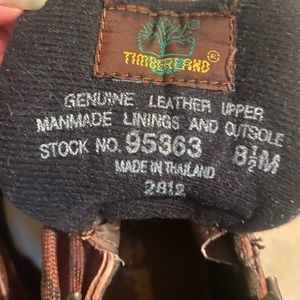 TIMBERLAND ®
GENUINE LEATHER UPPER
MANMADE LININGS AND OUTSOLE
STOCK NO. 95363 8½M
MADE IN THAILAND
2812